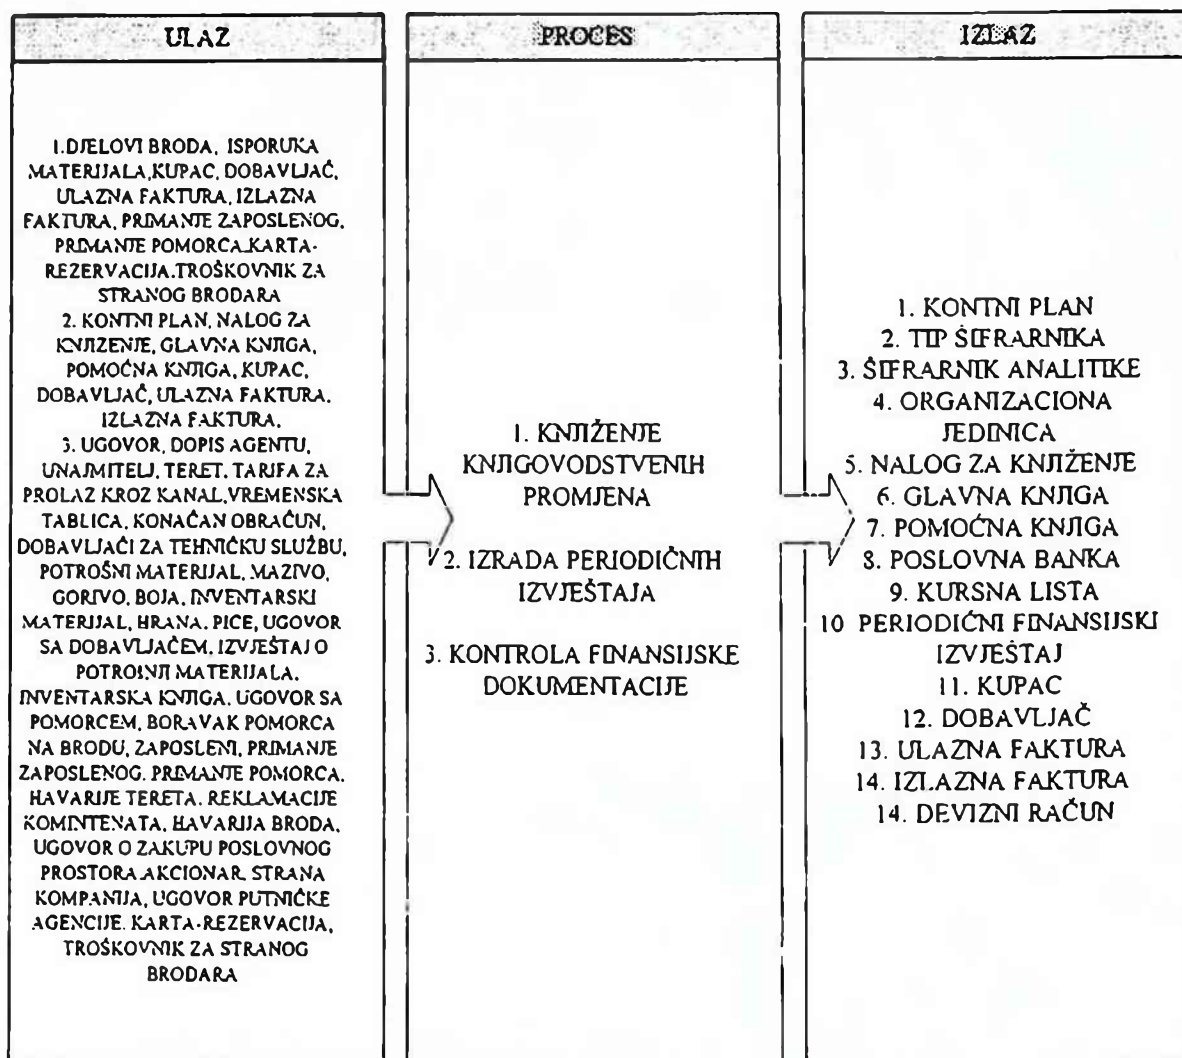 ULAZ
1.DJELOVI BRODA, ISPORUKA
MATERIJALA,KUPAC, DOBAVLJAČ,
ULAZNA FAKTURA, IZLAZNA
FAKTURA, PRIMANJE ZAPOSLENOG,
PRIMANJE POMORCA,KARTA-
REZERVACIJA,TROŠKOVNIK ZA
STRANOG BRODARA
2. KONTNI PLAN, NALOG ZA
KNJIZENJE, GLAVNA KNJIGA,
POMOĆNA KNJIGA, KUPAC,
DOBAVLJAČ, ULAZNA FAKTURA,
IZLAZNA FAKTURA,
3. UGOVOR, DOPIS AGENTU,
UNAJMITELJ, TERET, TARIFA ZA
PROLAZ KROZ KANAL,VREMENSKA
TABLICA, KONAČAN OBRAČUN,
DOBAVLJAČI ZA TEHNIČKU SLUŽBU,
POTROŠNI MATERIJAL, MAZIVO,
GORIVO, BOJA, INVENTARSKI
MATERIJAL, HRANA, PIĆE, UGOVOR
SA DOBAVLJAČEM, IZVJEŠTAJ O
POTROŠNJI MATERIJALA,
INVENTARSKA KNJIGA, UGOVOR SA
POMORCEM, BORAVAK POMORCA
NA BRODU, ZAPOSLENI, PRIMANJE
ZAPOSLENOG, PRIMANJE POMORCA,
HAVARIJE TERETA, REKLAMACIJE
KOMINTENATA, HAVARIJA BRODA,
UGOVOR O ZAKUPU POSLOVNOG
PROSTORA,AKCIONAR, STRANA
KOMPANIJA, UGOVOR PUTNIČKE
AGENCIJE, KARTA-REZERVACIJA,
TROŠKOVNIK ZA STRANOG
BRODARA
PROCES
1. KNJIŽENJE
KNJIGOVODSTVENIH
PROMJENA
2. IZRADA PERIODIČNIH
IZVJEŠTAJA
3. KONTROLA FINANSIJSKE
DOKUMENTACIJE
IZLAZ
1. KONTNI PLAN
2. TIP ŠIFRARNIKA
3. ŠIFRARNIK ANALITIKE
4. ORGANIZACIONA
JEDINICA
5. NALOG ZA KNJIŽENJE
6. GLAVNA KNJIGA
7. POMOĆNA KNJIGA
8. POSLOVNA BANKA
9. KURSNA LISTA
10 PERIODIČNI FINANSIJSKI
IZVJEŠTAJ
11. KUPAC
12. DOBAVLJAČ
13. ULAZNA FAKTURA
14. IZLAZNA FAKTURA
14. DEVIZNI RAČUN